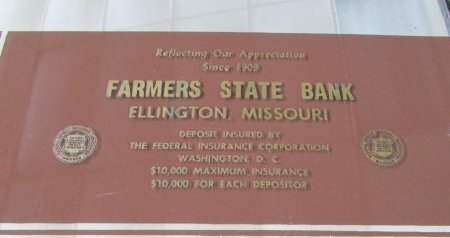 Reflecting Our Appreciation
Since 1909
FARMERS STATE BANK
ELLINGTON, MISSOURI
DEPOSIT INSURED BY
THE FEDERAL INSURANCE CORPORATION
WASHINGTON, D. C.
$10,000 MAXIMUM INSURANCE
$10,000 FOR EACH DEPOSITOR